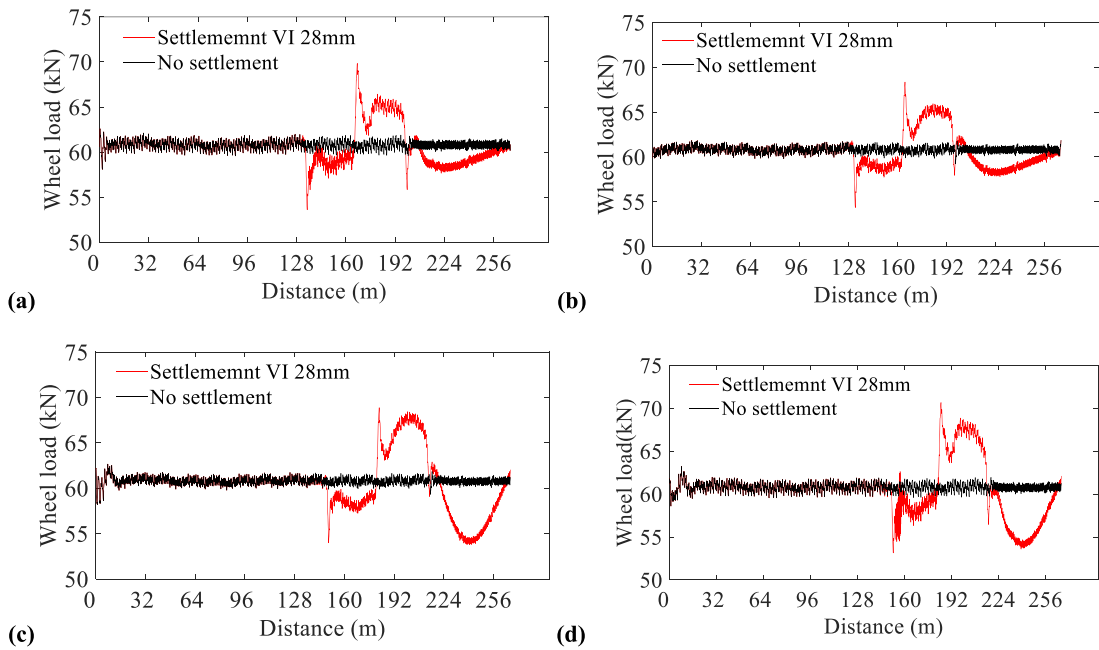 75
70
65
60
55
50
Wheel load (kN)
Settlememnt VI 28mm
No settlement
0 32 64 96 128 160 192 224 256
Distance (m)
(a)
75
70
65
60
55
50
Wheel load (kN)
Settlememnt VI 28mm
No settlement
0 32 64 96 128 160 192 224 256
Distance (m)
(b)
75
70
65
60
55
50
Wheel load (kN)
Settlememnt VI 28mm
No settlement
0 32 64 96 128 160 192 224 256
Distance (m)
(c)
75
70
65
60
55
50
Wheel load(kN)
Settlememnt VI 28mm
No settlement
0 32 64 96 128 160 192 224 256
Distance (m)
(d)